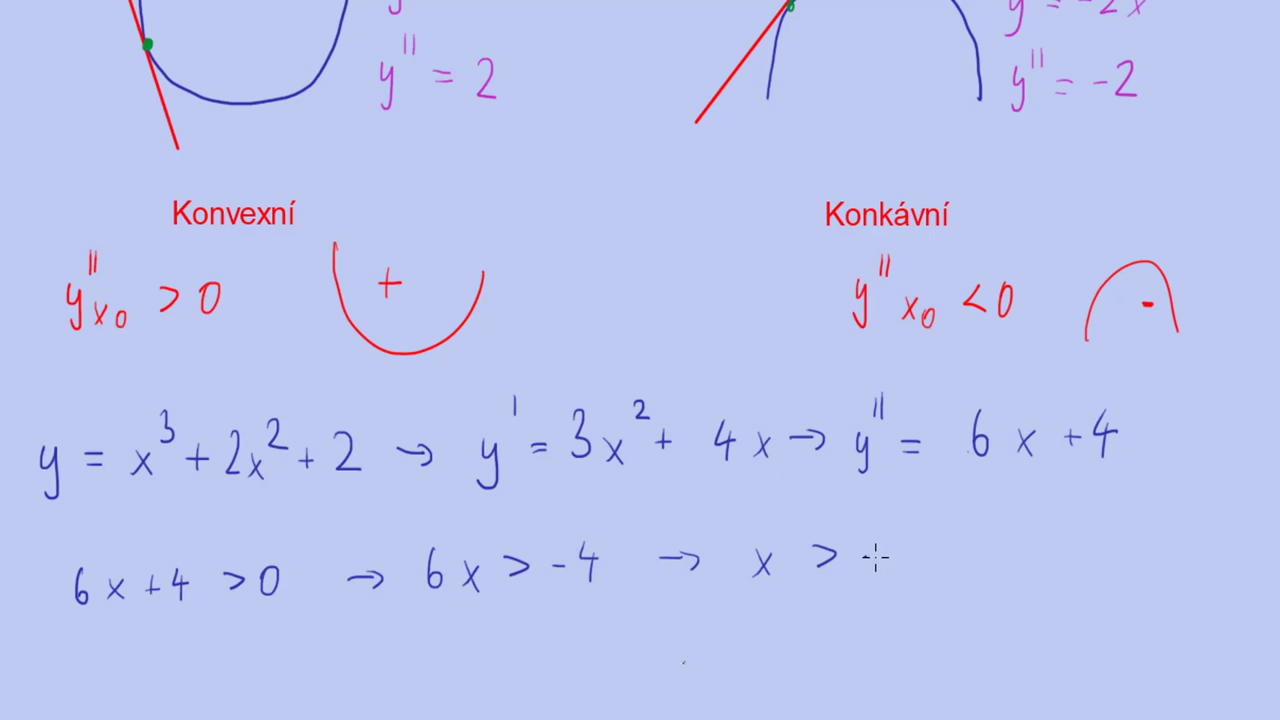 y = -2x
y'' = 2
y'' = -2
Konvexní
Konkávní
y''x₀ > 0
+
y''x₀ < 0
-
y = x³ + 2x² + 2 → y' = 3x² + 4x → y'' = 6x + 4
6x + 4 > 0 → 6x > -4 → x >